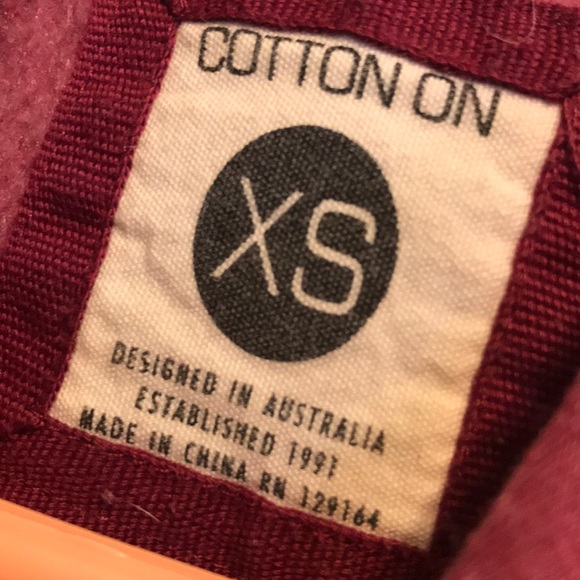 COTTON ON
XS
DESIGNED IN AUSTRALIA
ESTABLISHED 1991
MADE IN CHINA RN 129164